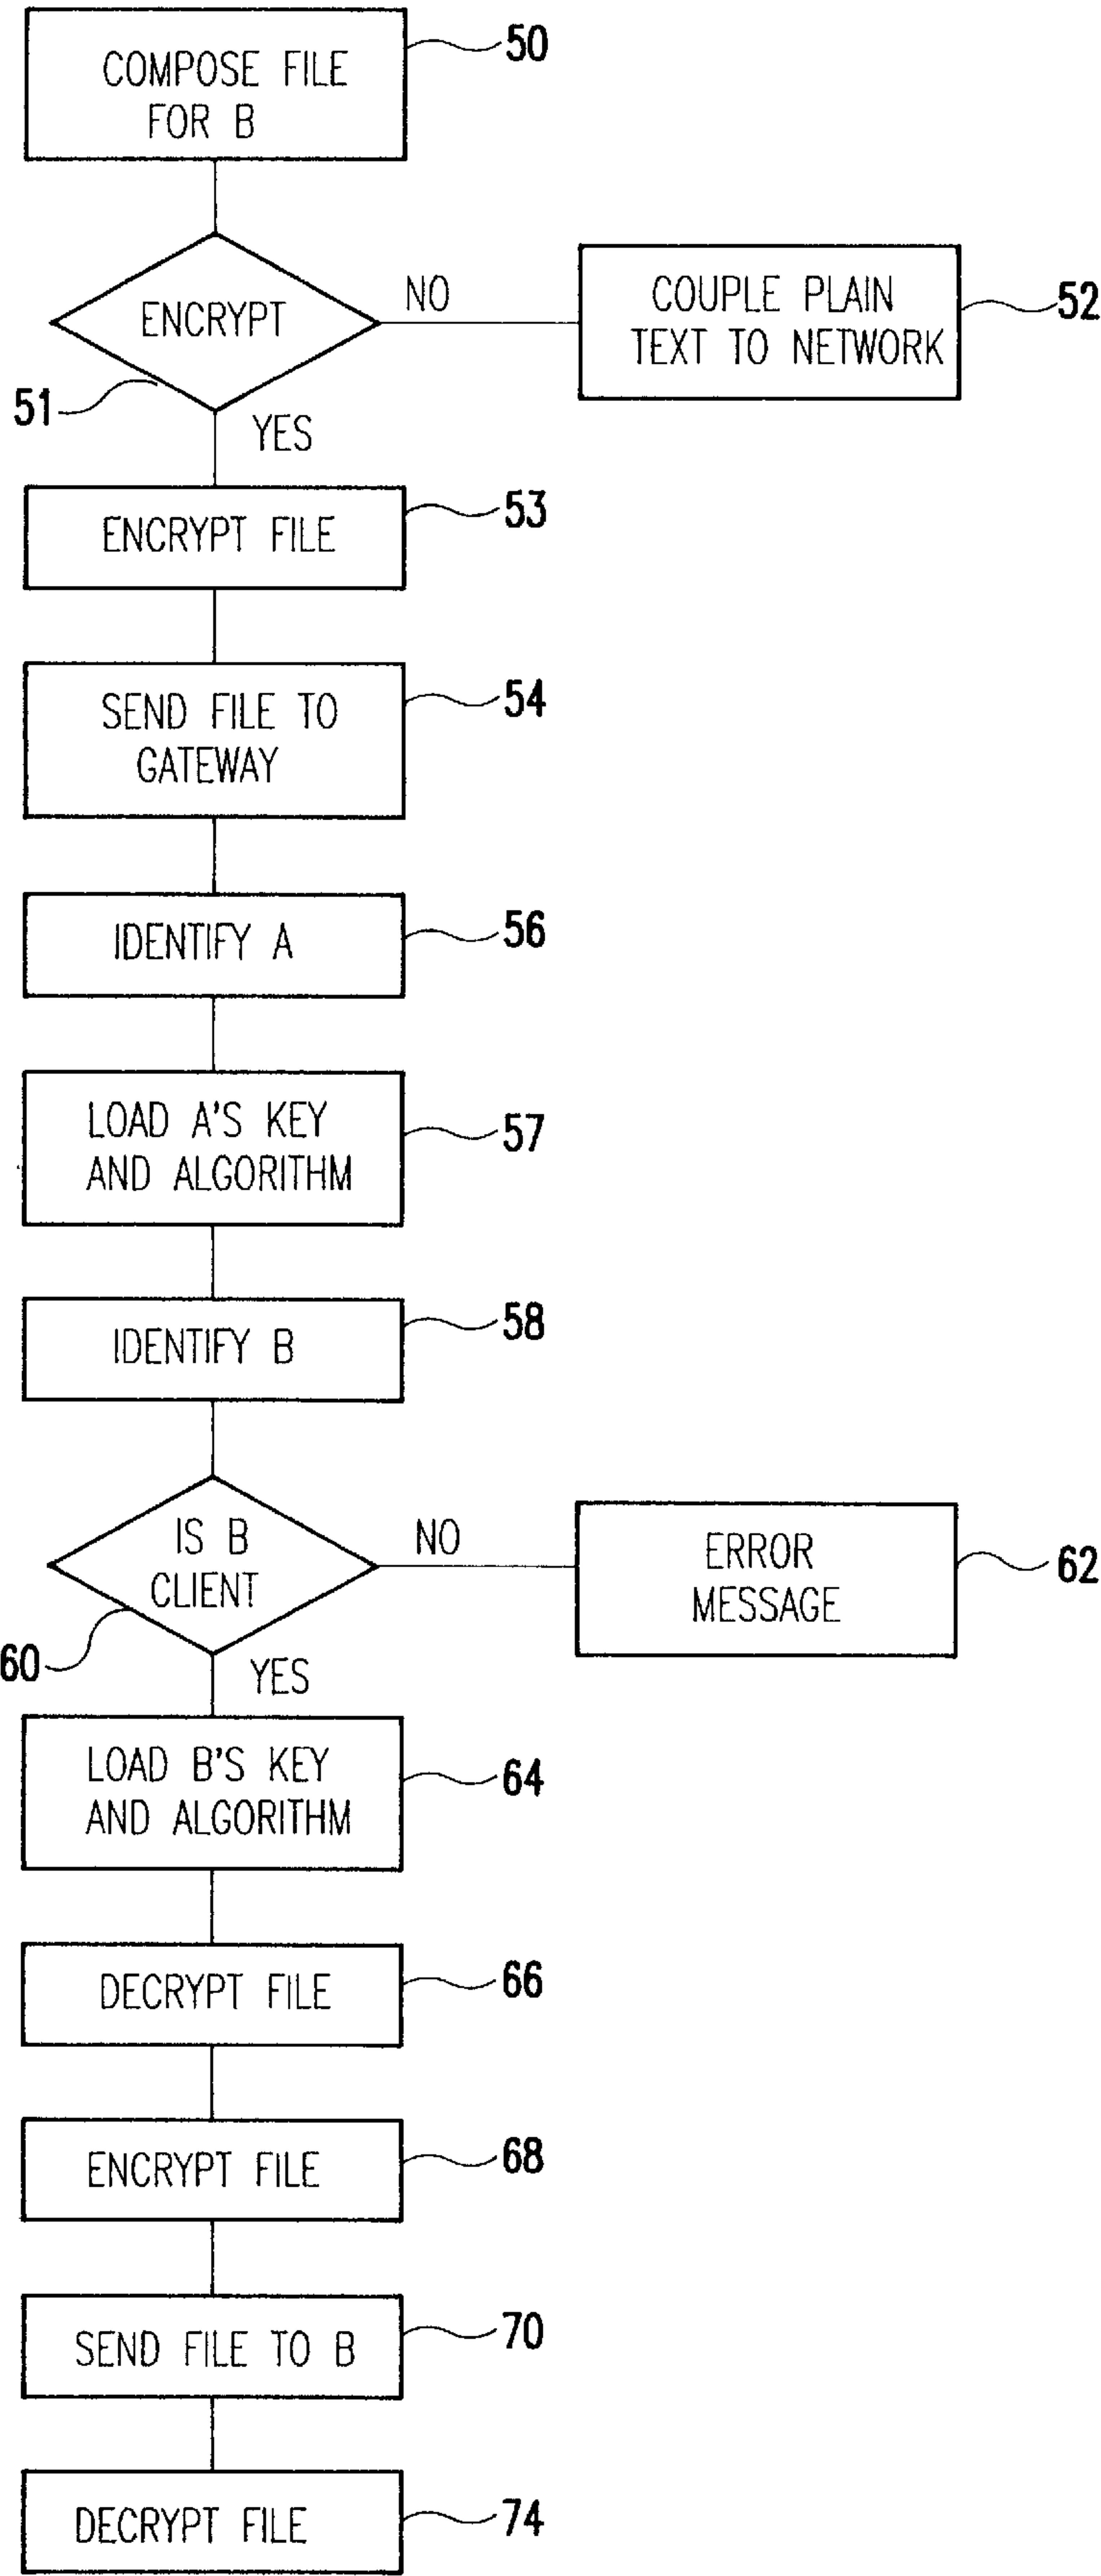 COMPOSE FILE
FOR B
50
ENCRYPT
51
NO
COUPLE PLAIN
TEXT TO NETWORK
52
YES
ENCRYPT FILE
53
SEND FILE TO
GATEWAY
54
IDENTIFY A
56
LOAD A'S KEY
AND ALGORITHM
57
IDENTIFY B
58
IS B
CLIENT
60
NO
ERROR
MESSAGE
62
YES
LOAD B'S KEY
AND ALGORITHM
64
DECRYPT FILE
66
ENCRYPT FILE
68
SEND FILE TO B
70
DECRYPT FILE
74